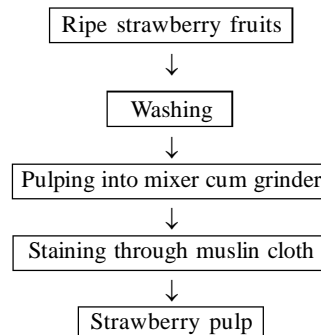 Ripe strawberry fruits
↓
Washing
↓
Pulping into mixer cum grinder
↓
Staining through muslin cloth
↓
Strawberry pulp